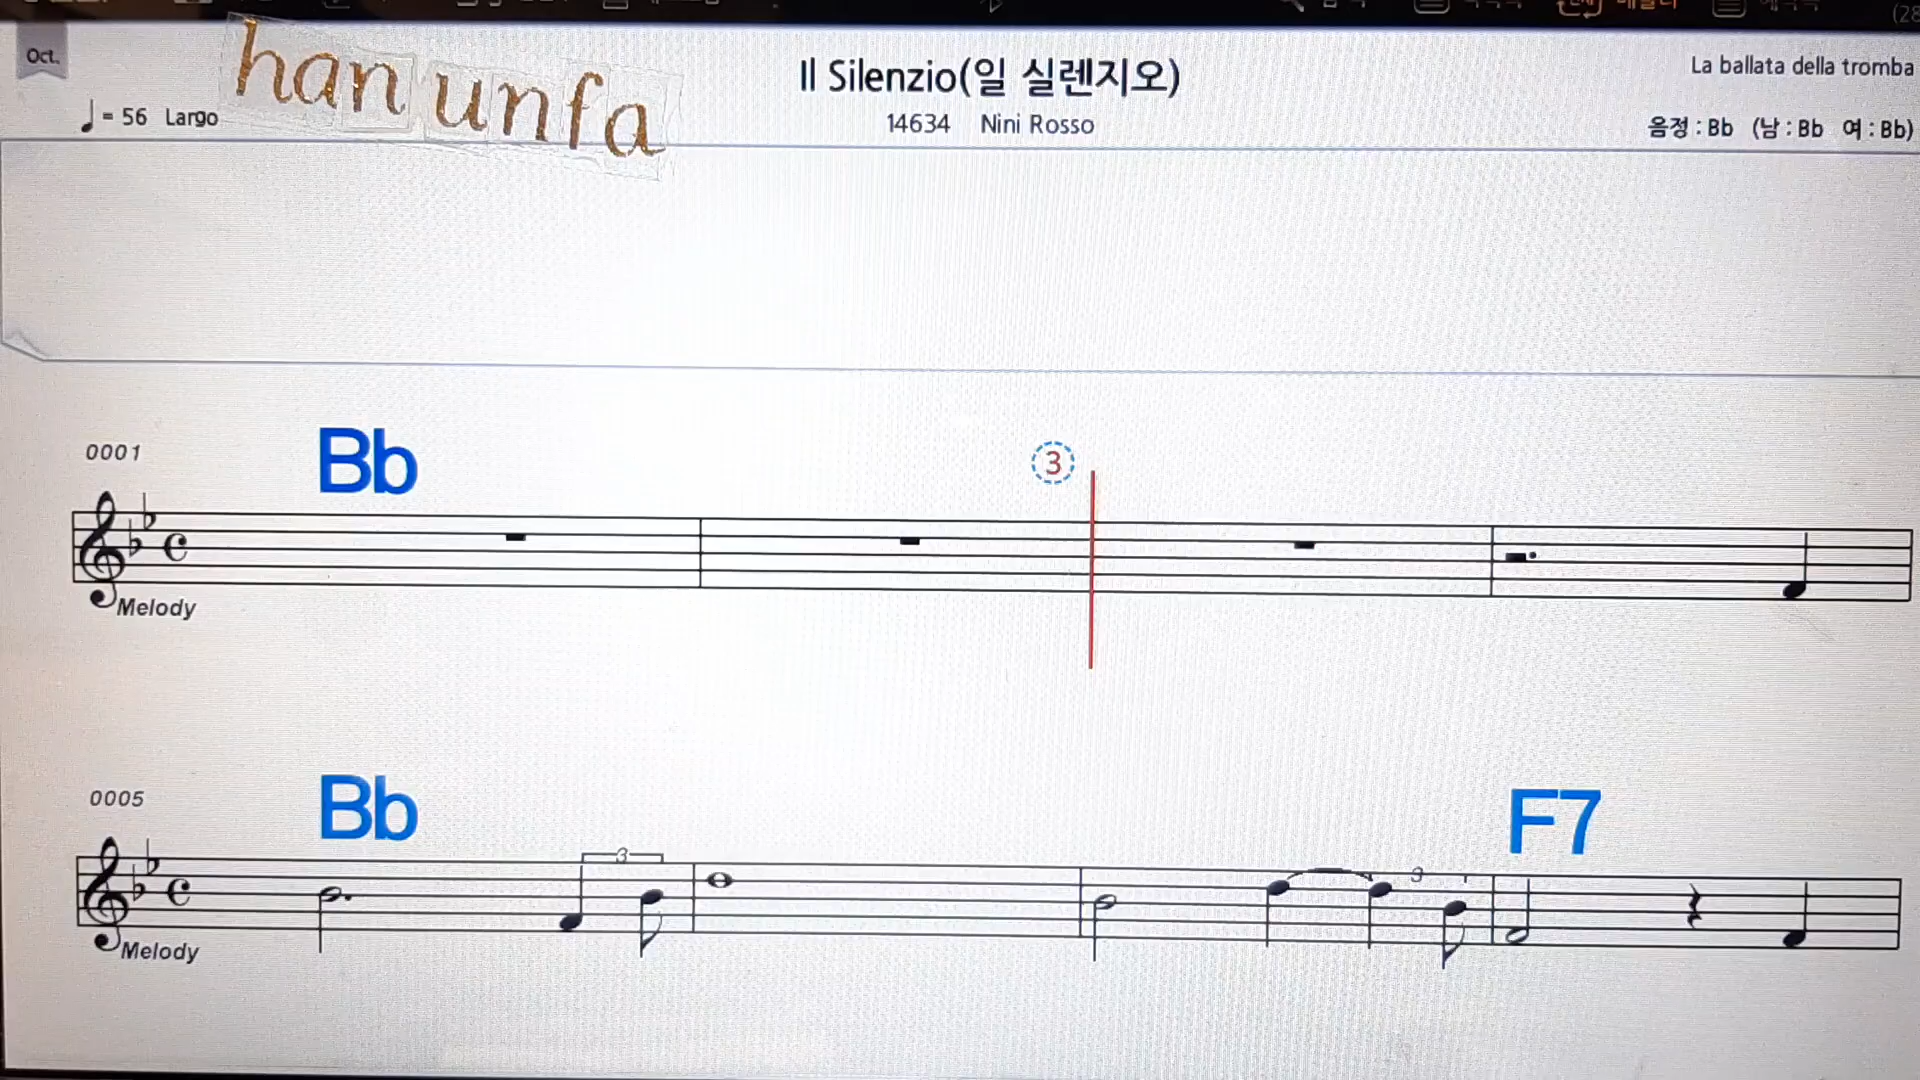 Oct.
han unfa
Il Silenzio(일 실렌지오)
La ballata della tromba
♩= 56 Largo
14634 Nini Rosso
음정 : Bb (남 : Bb 여 : Bb)
0001
Bb
3
Melody
0005
Bb
3
3
F7
Melody